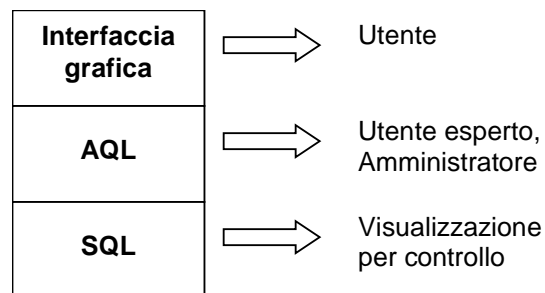 Interfaccia
grafica
Utente
AQL
Utente esperto,
Amministratore
SQL
Visualizzazione
per controllo